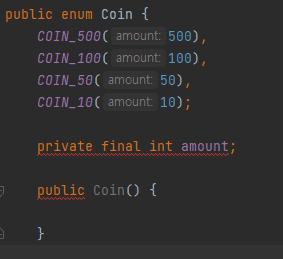 public enum Coin {
COIN_500( amount: 500),
COIN_100( amount: 100),
COIN_50( amount: 50),
COIN_10( amount: 10);
private final int amount;
public Coin() {
}